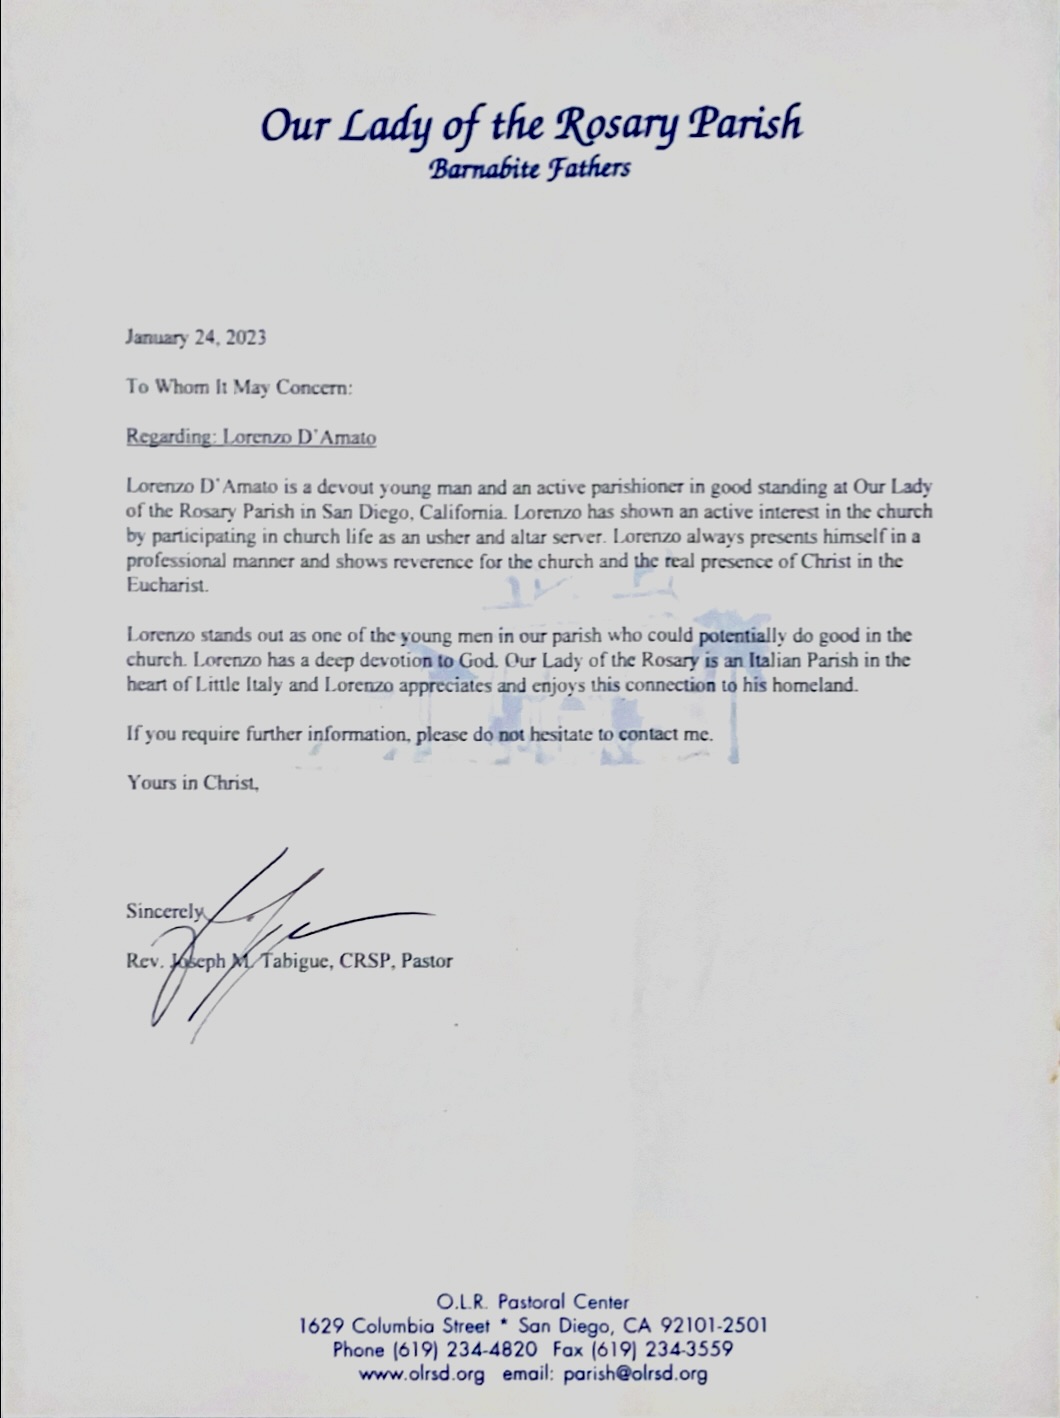 Our Lady of the Rosary Parish
Barnabite Fathers
January 24, 2023
To Whom It May Concern:
Regarding: Lorenzo D'Amato
Lorenzo D'Amato is a devout young man and an active parishioner in good standing at Our Lady
of the Rosary Parish in San Diego, California. Lorenzo has shown an active interest in the church
by participating in church life as an usher and altar server. Lorenzo always presents himself in a
professional manner and shows reverence for the church and the real presence of Christ in the
Eucharist.
Lorenzo stands out as one of the young men in our parish who could potentially do good in the
church. Lorenzo has a deep devotion to God. Our Lady of the Rosary is an Italian Parish in the
heart of Little Italy and Lorenzo appreciates and enjoys this connection to his homeland.
If you require further information, please do not hesitate to contact me.
Yours in Christ,
Sincerely,
Rev. Joseph M. Tabigue, CRSP, Pastor
O.L.R. Pastoral Center
1629 Columbia Street * San Diego, CA 92101-2501
Phone (619) 234-4820 Fax (619) 234-3559
www.olrsd.org email: parish@olrsd.org